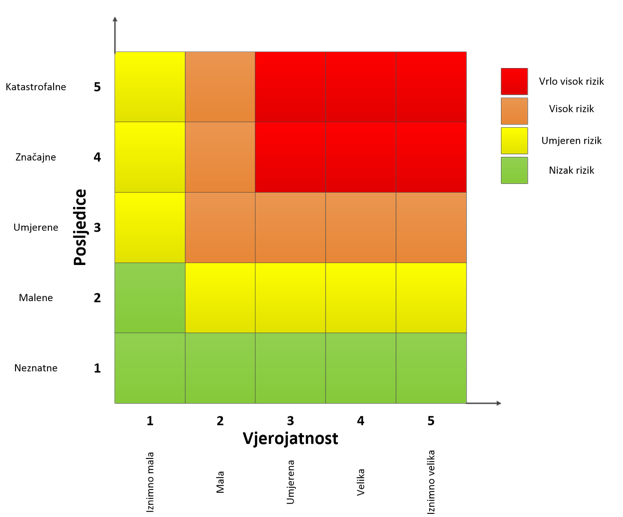 Katastrofalne 5
Značajne 4
Umjerene 3
Malene 2
Neznatne 1
Posljedice
1 2 3 4 5
Vjerojatnost
Iznimno mala
Mala
Umjerena
Velika
Iznimno velika
Vrlo visok rizik
Visok rizik
Umjeren rizik
Nizak rizik